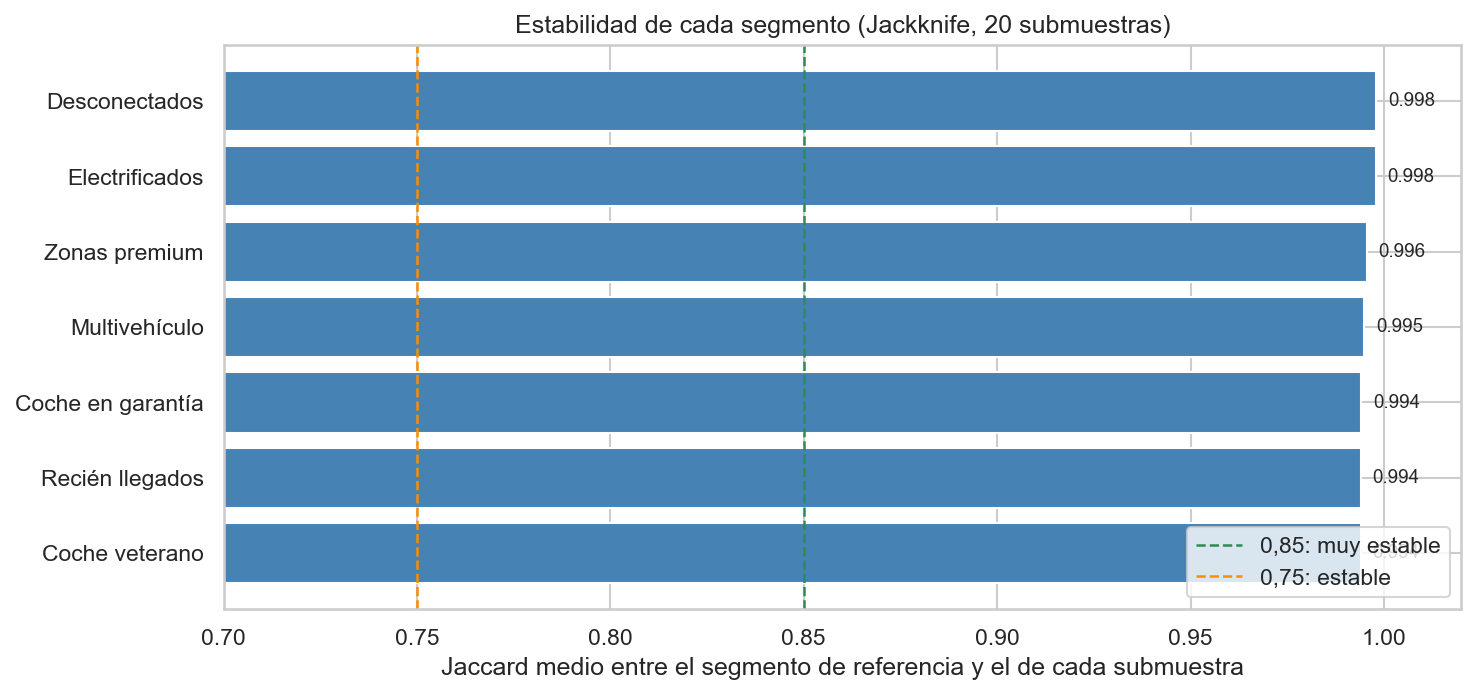 Estabilidad de cada segmento (Jackknife, 20 submuestras)
Desconectados
0.998
Electrificados
0.998
Zonas premium
0.996
Multivehículo
0.995
Coche en garantía
0.994
Recién llegados
0.994
Coche veterano
0,85: muy estable
0,75: estable
0.70
0.75
0.80
0.85
0.90
0.95
1.00
Jaccard medio entre el segmento de referencia y el de cada submuestra